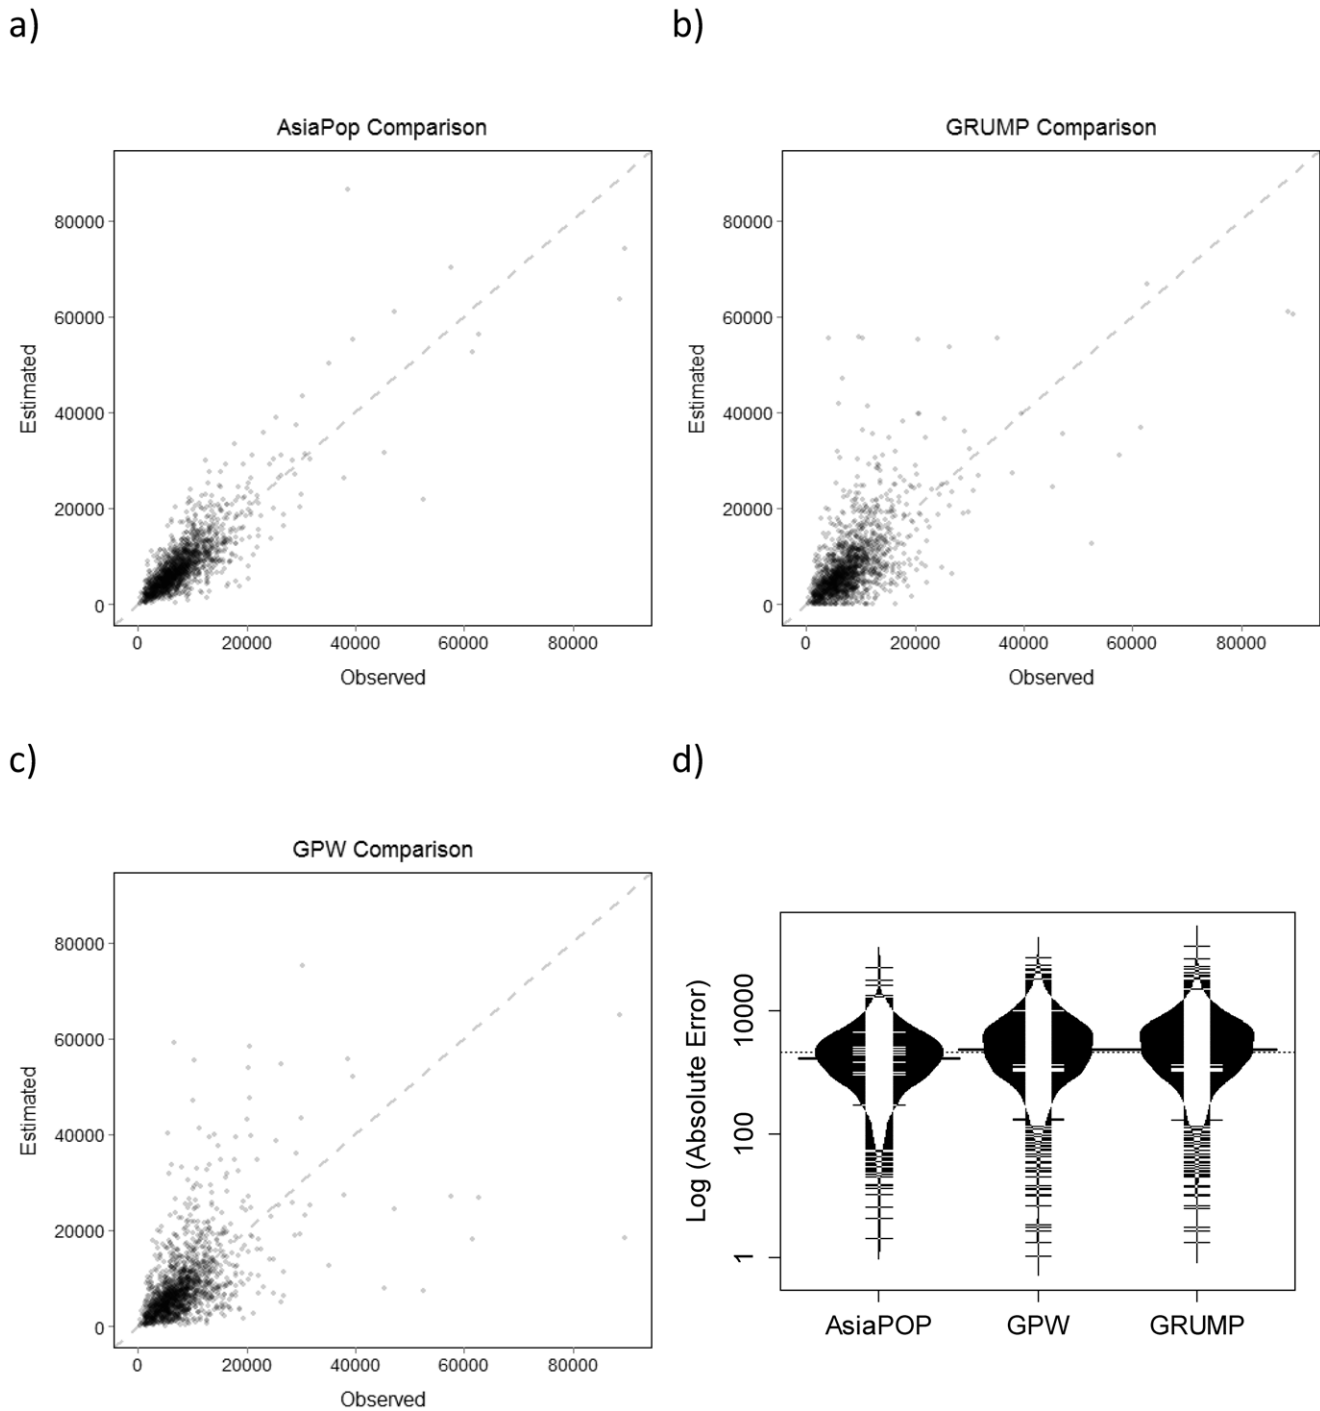 a)
AsiaPop Comparison
80000
60000
40000
20000
0
Estimated
0 20000 40000 60000 80000
Observed
b)
GRUMP Comparison
80000
60000
40000
20000
0
Estimated
0 20000 40000 60000 80000
Observed
c)
GPW Comparison
80000
60000
40000
20000
0
Estimated
0 20000 40000 60000 80000
Observed
d)
Log (Absolute Error)
10000
100
1
AsiaPOP GPW GRUMP